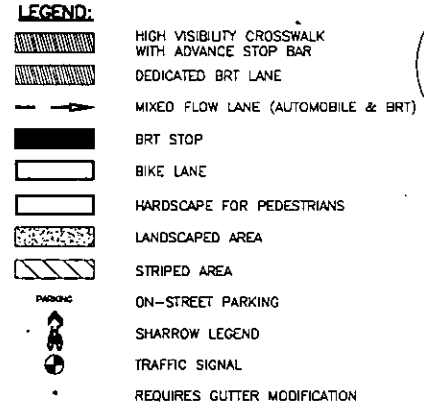 LEGEND:
HIGH VISIBILITY CROSSWALK
WITH ADVANCE STOP BAR
DEDICATED BRT LANE
MIXED FLOW LANE (AUTOMOBILE & BRT)
BRT STOP
BIKE LANE
HARDSCAPE FOR PEDESTRIANS
LANDSCAPED AREA
STRIPED AREA
PARKING ON-STREET PARKING
SHARROW LEGEND
TRAFFIC SIGNAL
REQUIRES GUTTER MODIFICATION